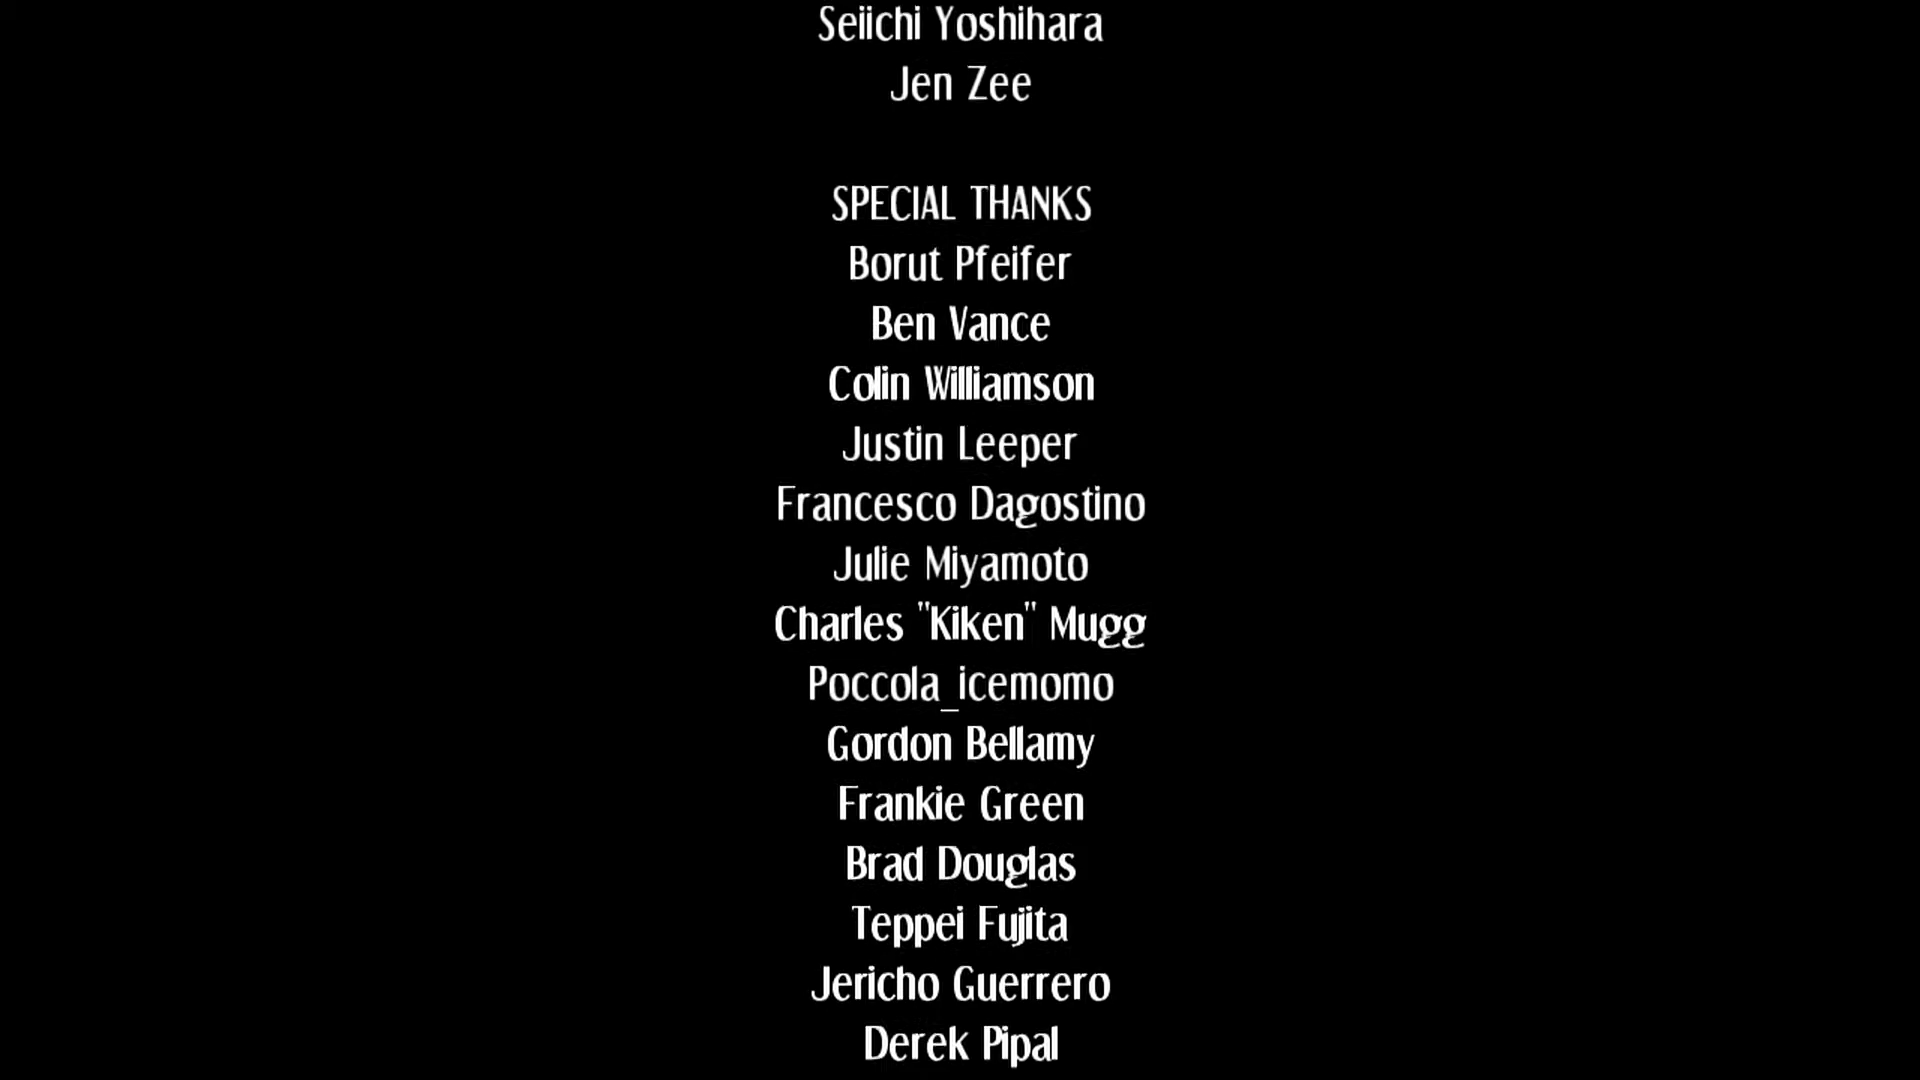 Seiichi Yoshihara
Jen Zee
SPECIAL THANKS
Borut Pfeifer
Ben Vance
Colin Williamson
Justin Leeper
Francesco Dagostino
Julie Miyamoto
Charles "Kiken" Mugg
Poccola_icemomo
Gordon Bellamy
Frankie Green
Brad Douglas
Teppei Fujita
Jericho Guerrero
Derek Pipal